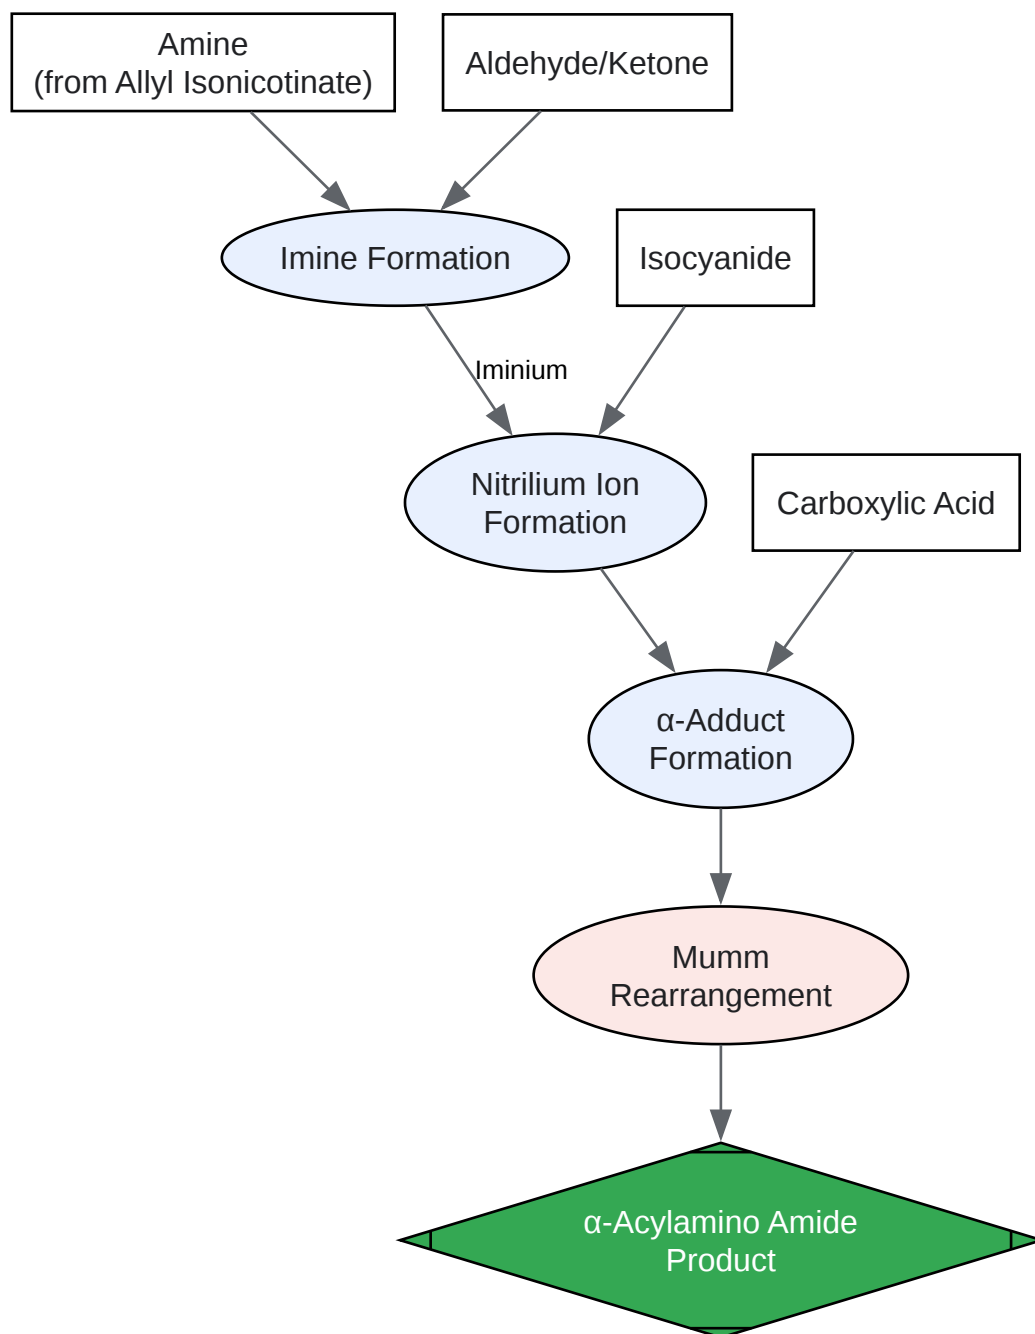 Amine
(from Allyl Isonicotinate)
Aldehyde/Ketone
Imine Formation
Isocyanide
Iminium
Nitrilium Ion
Formation
Carboxylic Acid
α-Adduct
Formation
Mumm
Rearrangement
α-Acylamino Amide
Product